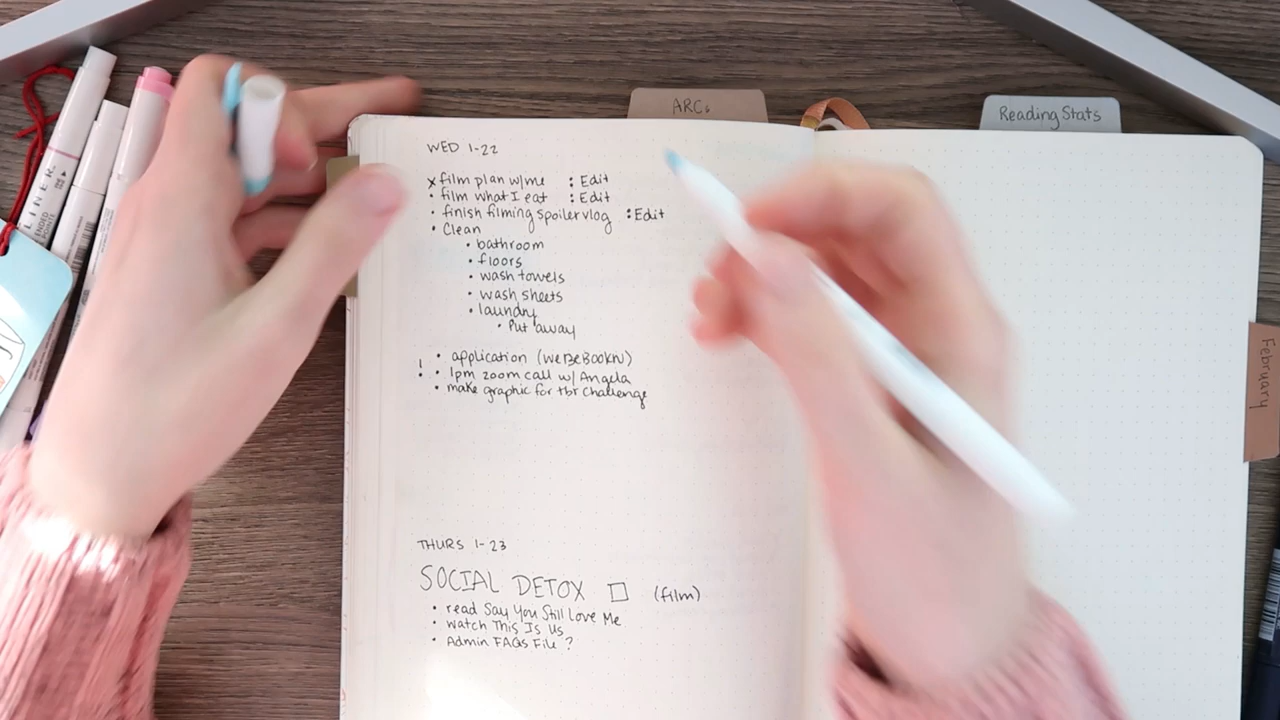 ARCs
Reading Stats
February
LINER
WED 1-22
x film plan w/me : Edit
• film what I eat : Edit
• finish filming spoiler vlog : Edit
• Clean
• bathroom
• floors
• wash towels
• wash sheets
• laundry
• Put away
• application (WeBeBookN)
! • 1pm zoom call w/ Angela
• make graphic for tbr challenge
THURS 1-23
SOCIAL DETOX □ (film)
• read Say You Still Love Me
• watch This Is Us
• Admin FAQs File ?